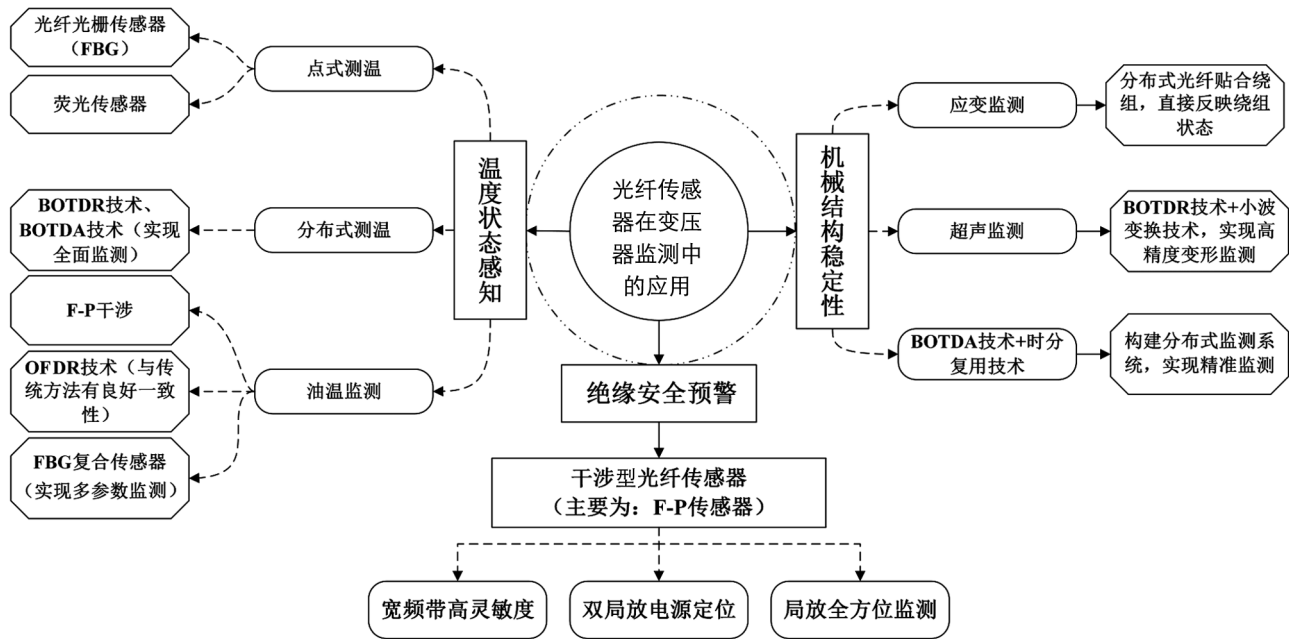 光纤光栅传感器
（FBG）
荧光传感器
点式测温
BOTDR技术、
BOTDA技术（实现
全面监测）
分布式测温
F-P干涉
OFDR技术（与传
统方法有良好一致
性）
FBG复合传感器
（实现多参数监测）
油温监测
温度状态感知
光纤传感
器在变压
器监测中
的应用
机械结构稳定性
应变监测
分布式光纤贴合绕
组，直接反映绕组
状态
超声监测
BOTDR技术+小波
变换技术，实现高
精度变形监测
BOTDA技术+时分
复用技术
构建分布式监测系
统，实现精准监测
绝缘安全预警
干涉型光纤传感器
（主要为：F-P传感器）
宽频带高灵敏度
双局放电源定位
局放全方位监测